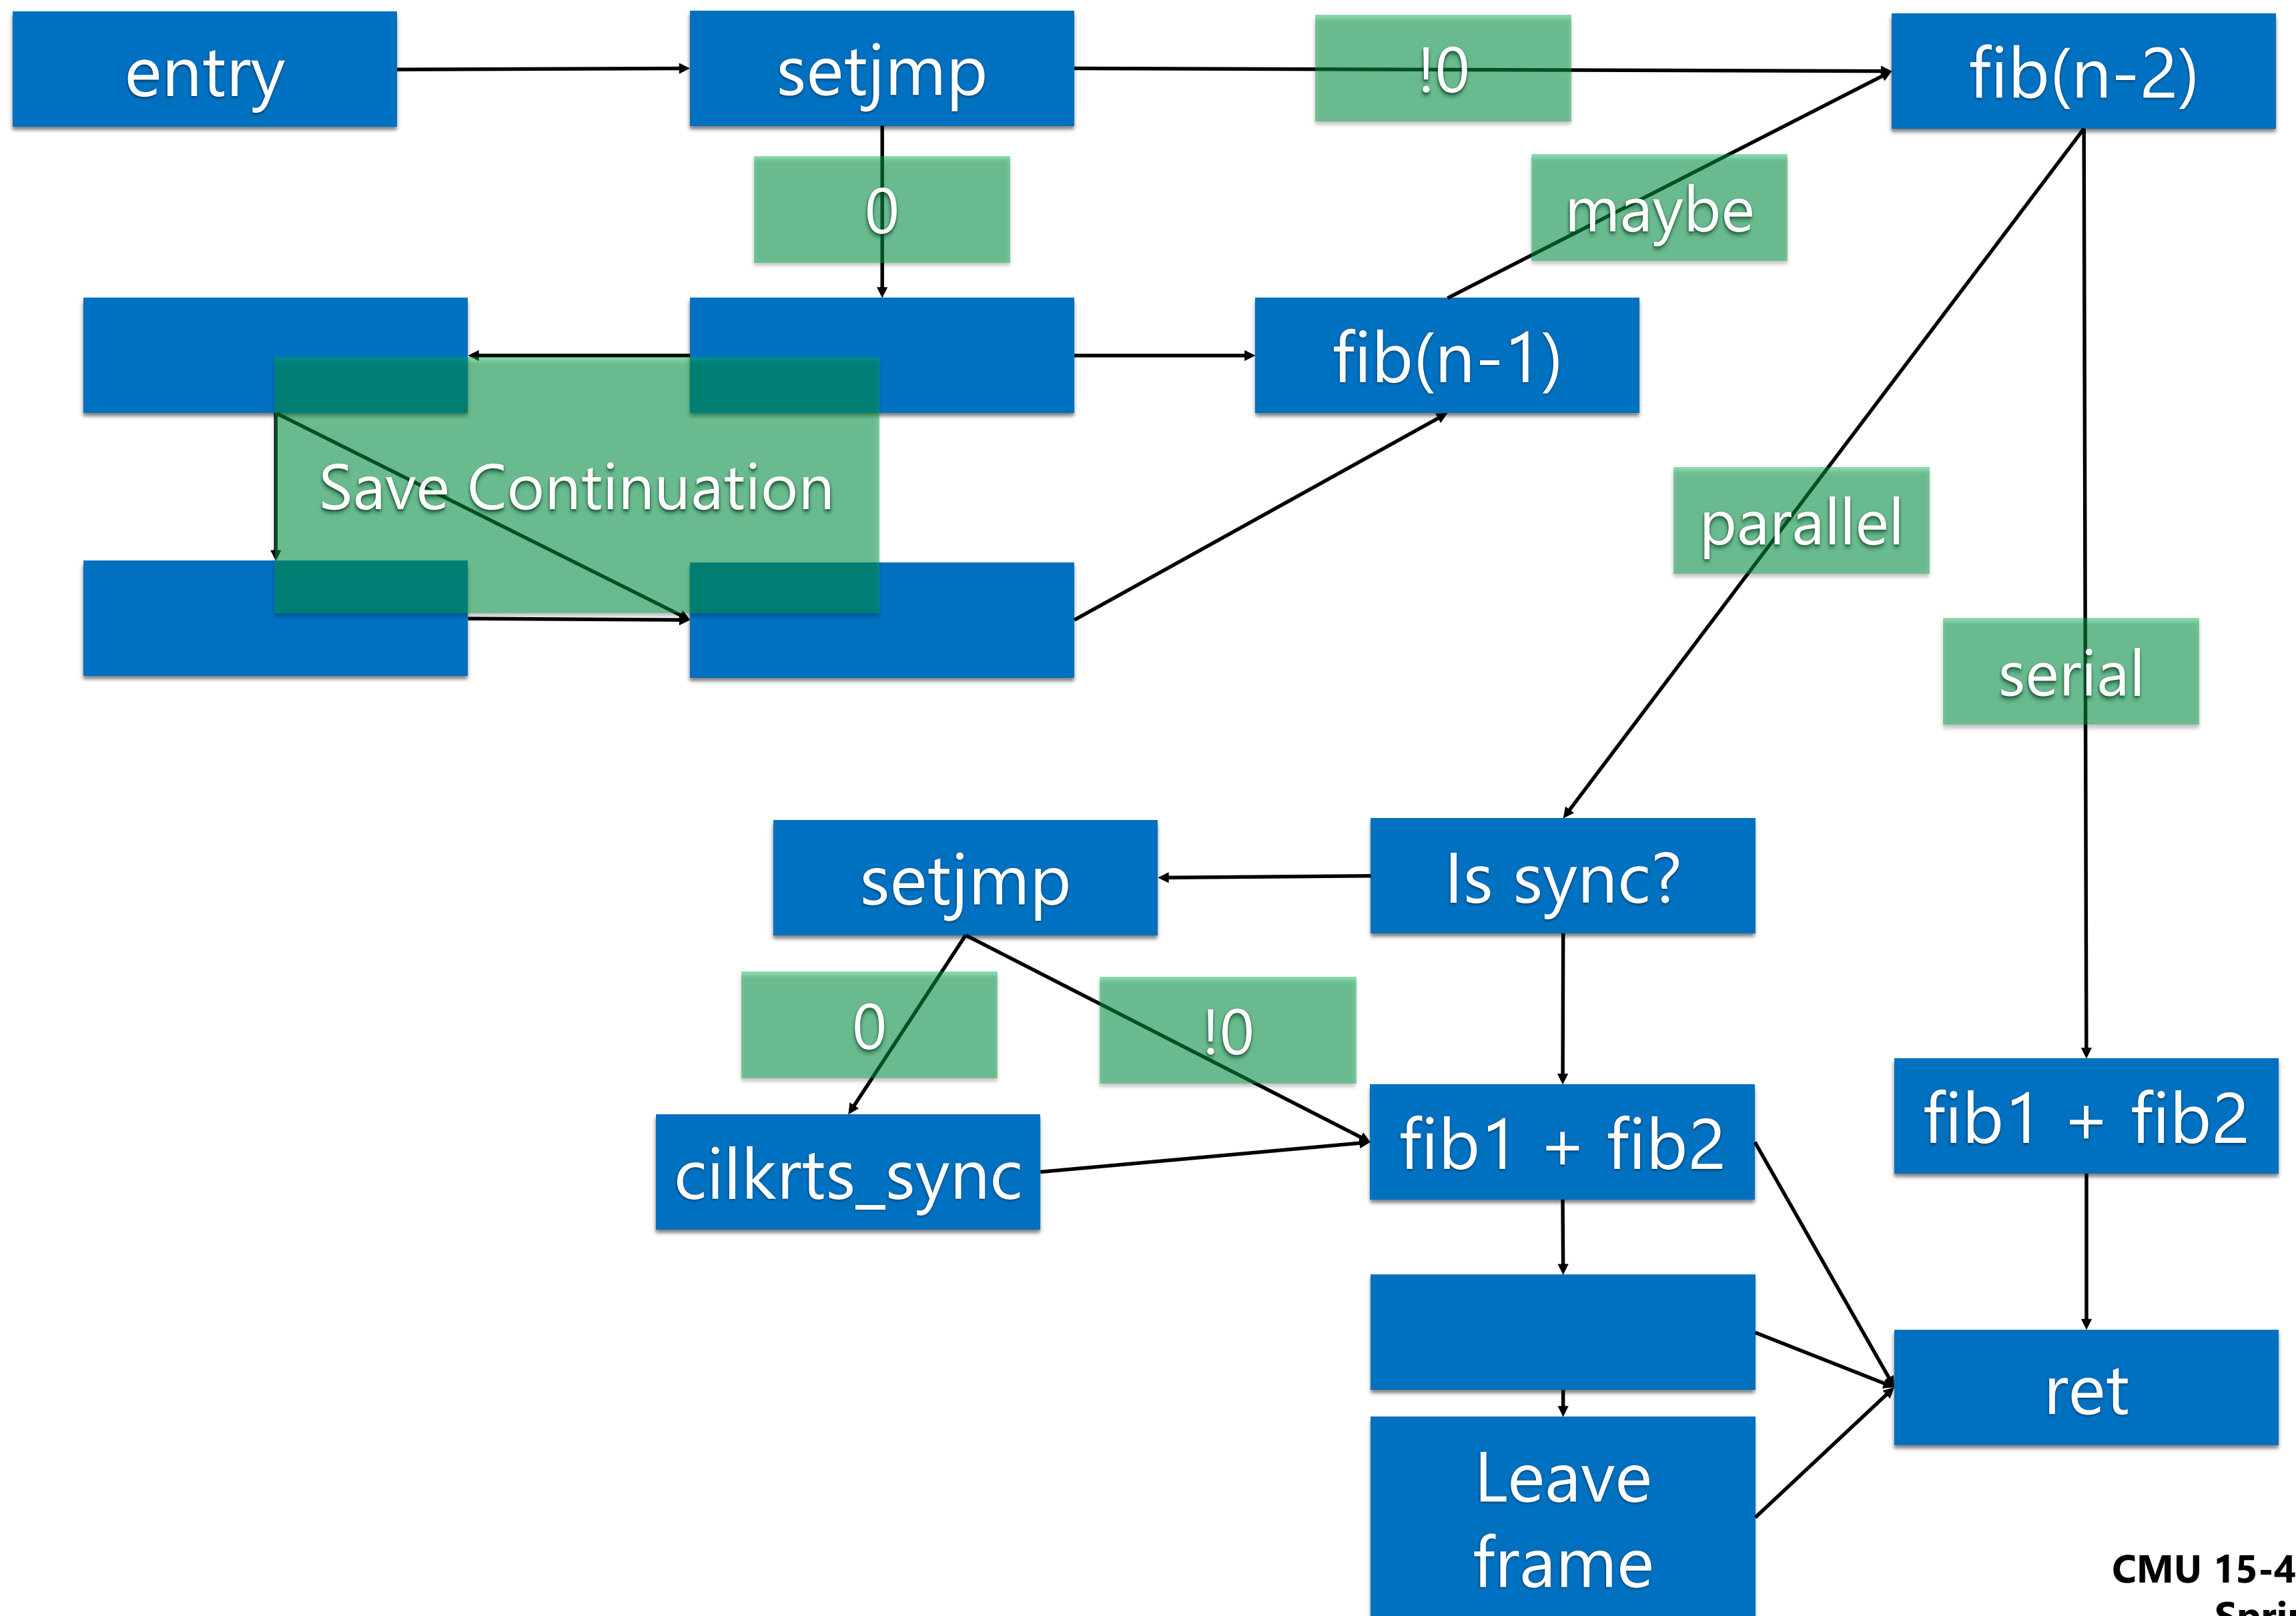 entry
setjmp
!0
fib(n-2)
0
maybe
fib(n-1)
Save Continuation
parallel
serial
setjmp
Is sync?
0
!0
cilkrts_sync
fib1 + fib2
fib1 + fib2
ret
Leave
frame
CMU 15-4